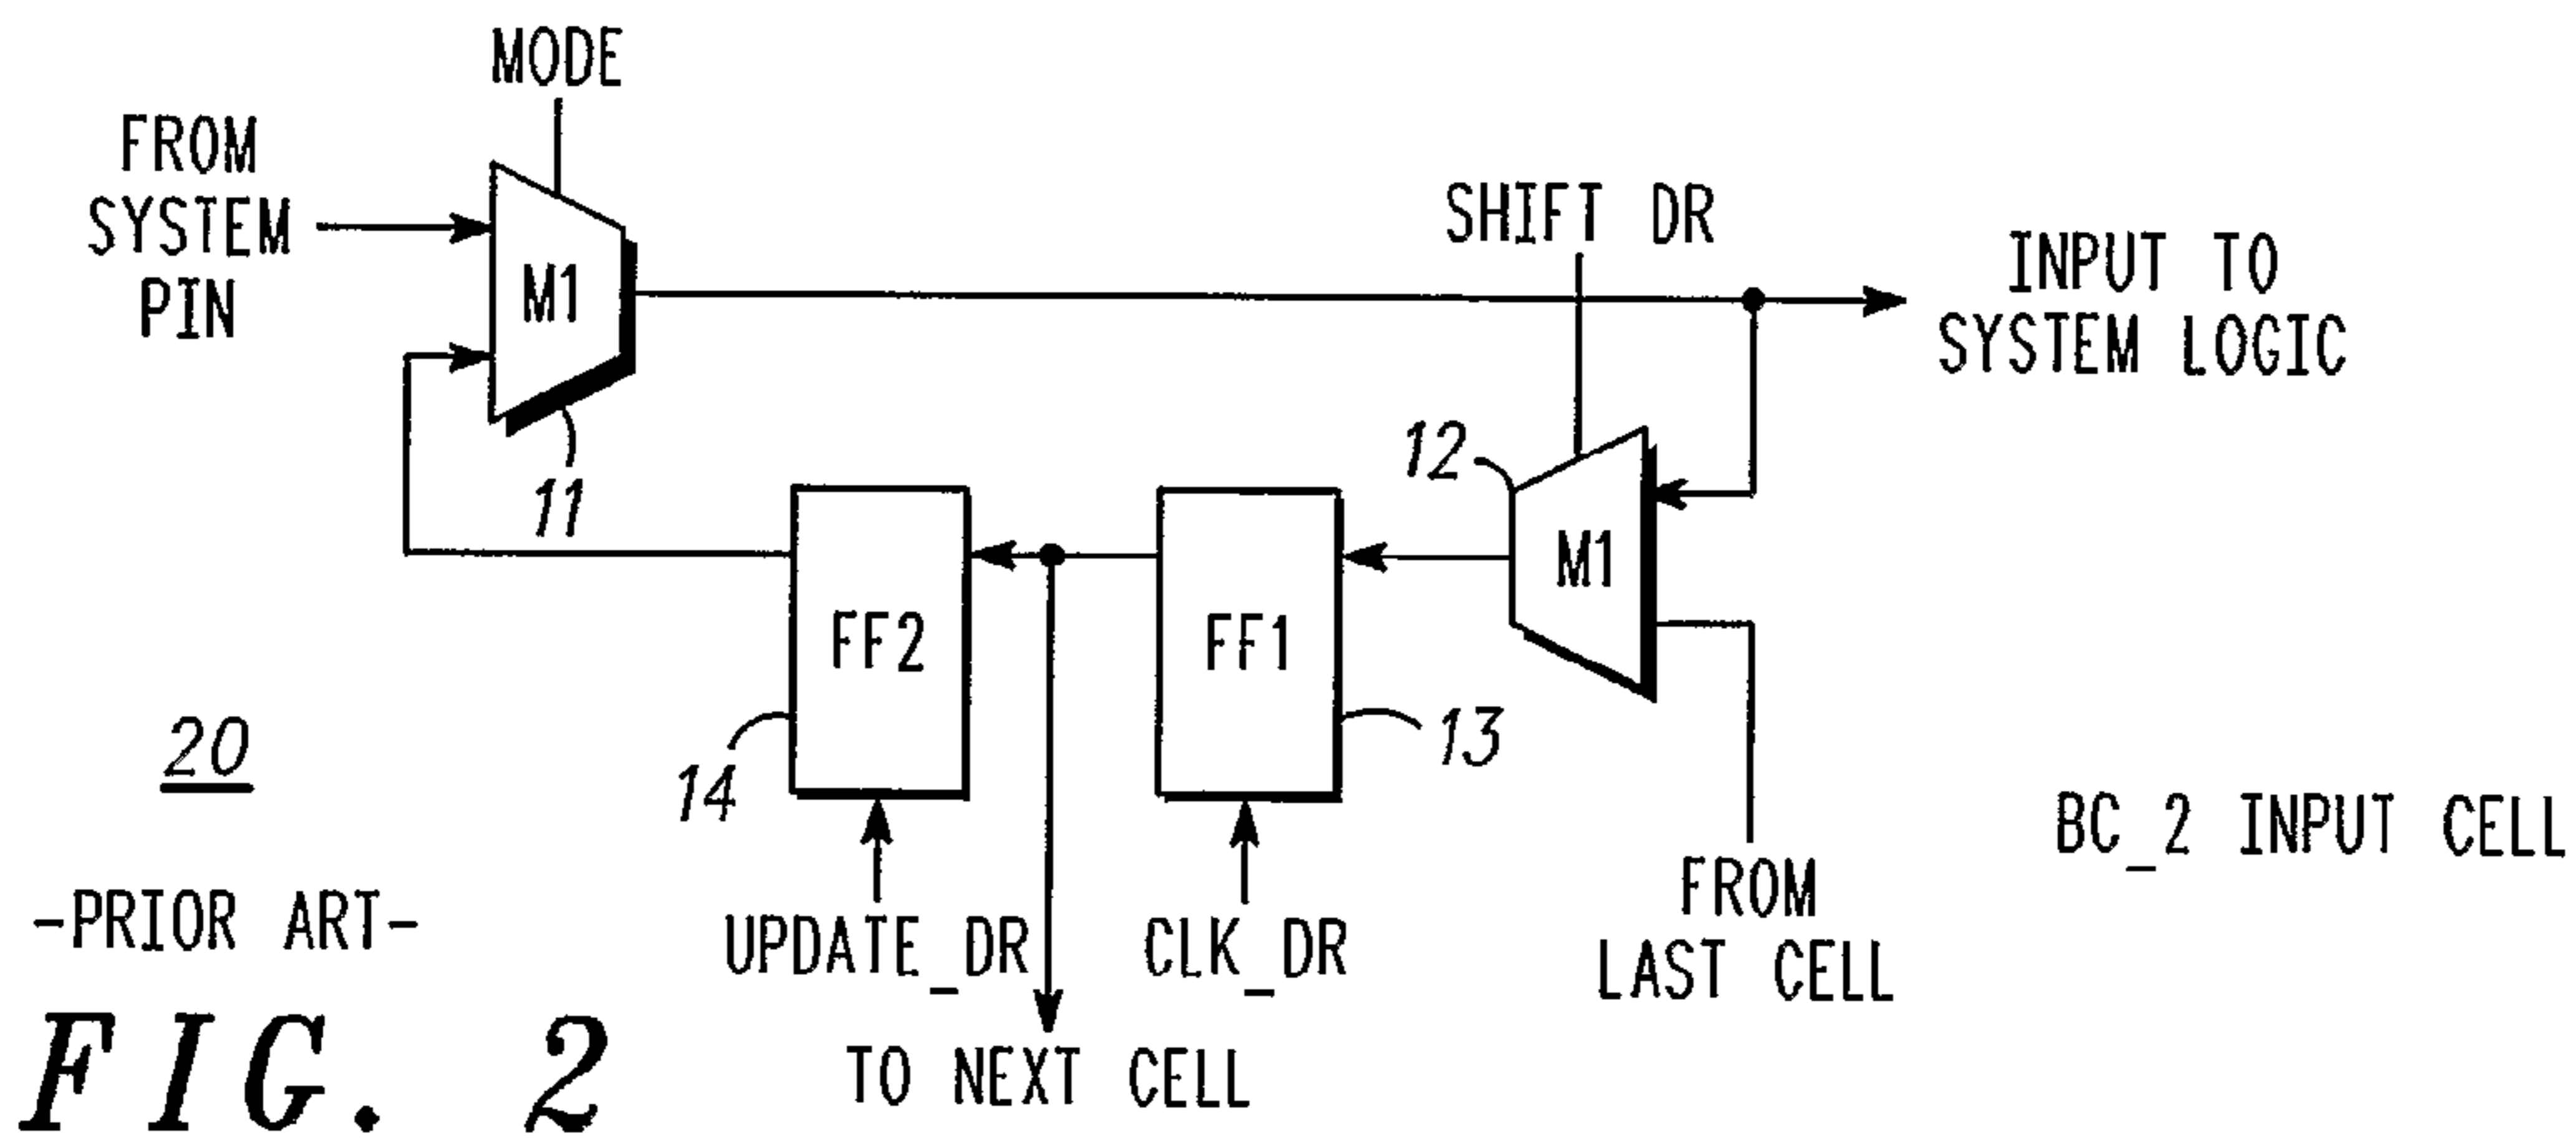 MODE
FROM
SYSTEM
PIN
M1
SHIFT DR
INPUT TO
SYSTEM LOGIC
11
12
M1
FF2
FF1
14
13
20
UPDATE_DR
CLK_DR
FROM
LAST CELL
BC_2 INPUT CELL
-PRIOR ART-
TO NEXT CELL
FIG. 2